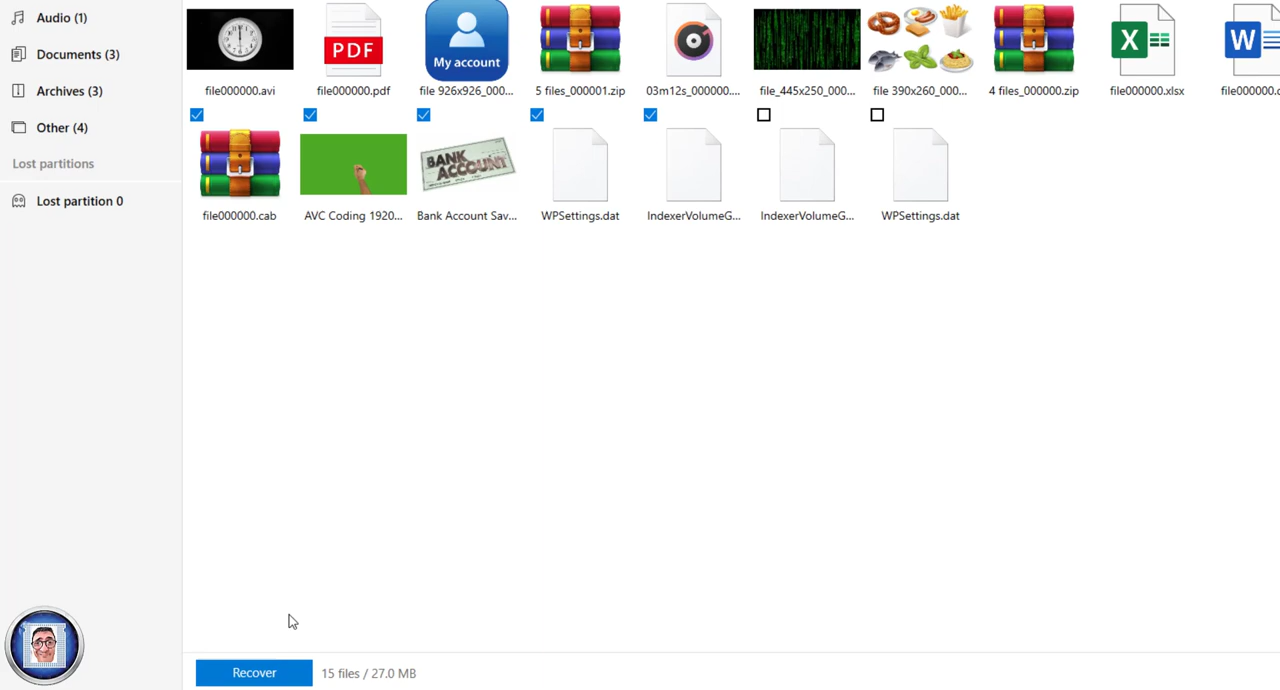 Audio (1)
Documents (3)
Archives (3)
Other (4)
Lost partitions
Lost partition 0
PDF
My account
X
W
file000000.avi
file000000.pdf
file 926x926_000...
5 files_000001.zip
03m12s_000000....
file_445x250_000...
file 390x260_000...
4 files_000000.zip
file000000.xlsx
file000000.c
BANK
ACCOUNT
file000000.cab
AVC Coding 1920...
Bank Account Sav...
WPSettings.dat
IndexerVolumeG...
IndexerVolumeG...
WPSettings.dat
Recover
15 files / 27.0 MB